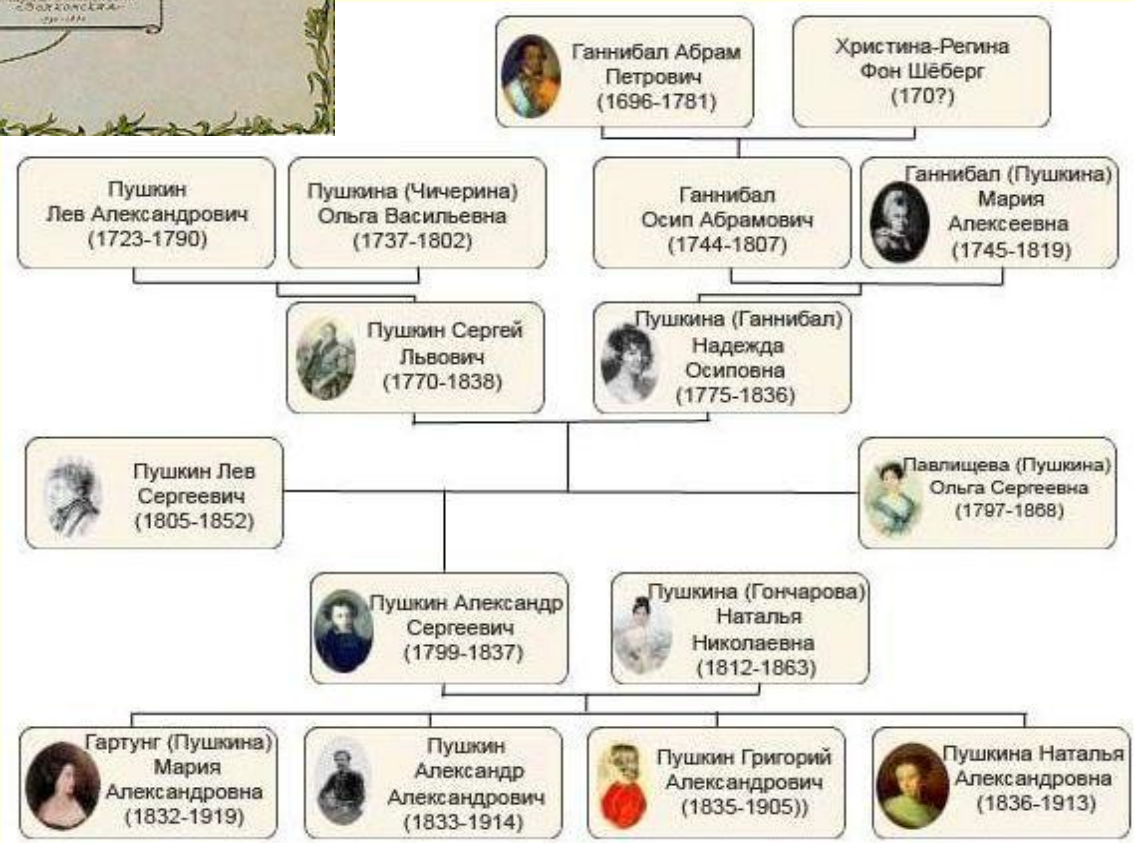 Волконская
Ганнибал Абрам
Петрович
(1696-1781)
Христина-Регина
Фон Шёберг
(170?)
Пушкин
Лев Александрович
(1723-1790)
Пушкина (Чичерина)
Ольга Васильевна
(1737-1802)
Ганнибал
Осип Абрамович
(1744-1807)
Ганнибал (Пушкина)
Мария
Алексеевна
(1745-1819)
Пушкин Сергей
Львович
(1770-1838)
Пушкина (Ганнибал)
Надежда
Осиповна
(1775-1836)
Пушкин Лев
Сергеевич
(1805-1852)
Павлищева (Пушкина)
Ольга Сергеевна
(1797-1868)
Пушкин Александр
Сергеевич
(1799-1837)
Пушкина (Гончарова)
Наталья
Николаевна
(1812-1863)
Гартунг (Пушкина)
Мария
Александровна
(1832-1919)
Пушкин
Александр
Александрович
(1833-1914)
Пушкин Григорий
Александрович
(1835-1905))
Пушкина Наталья
Александровна
(1836-1913)